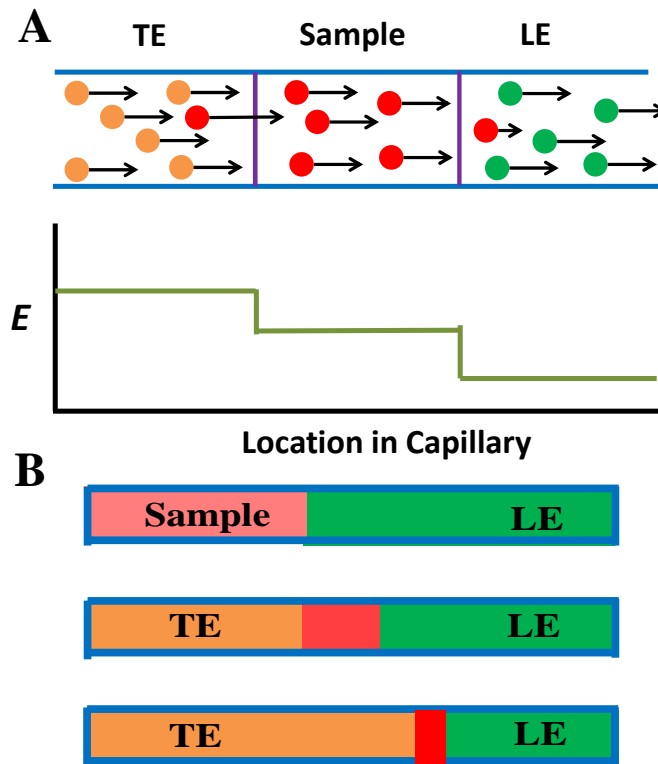 A
TE Sample LE
E
Location in Capillary
B
Sample LE
TE LE
TE LE